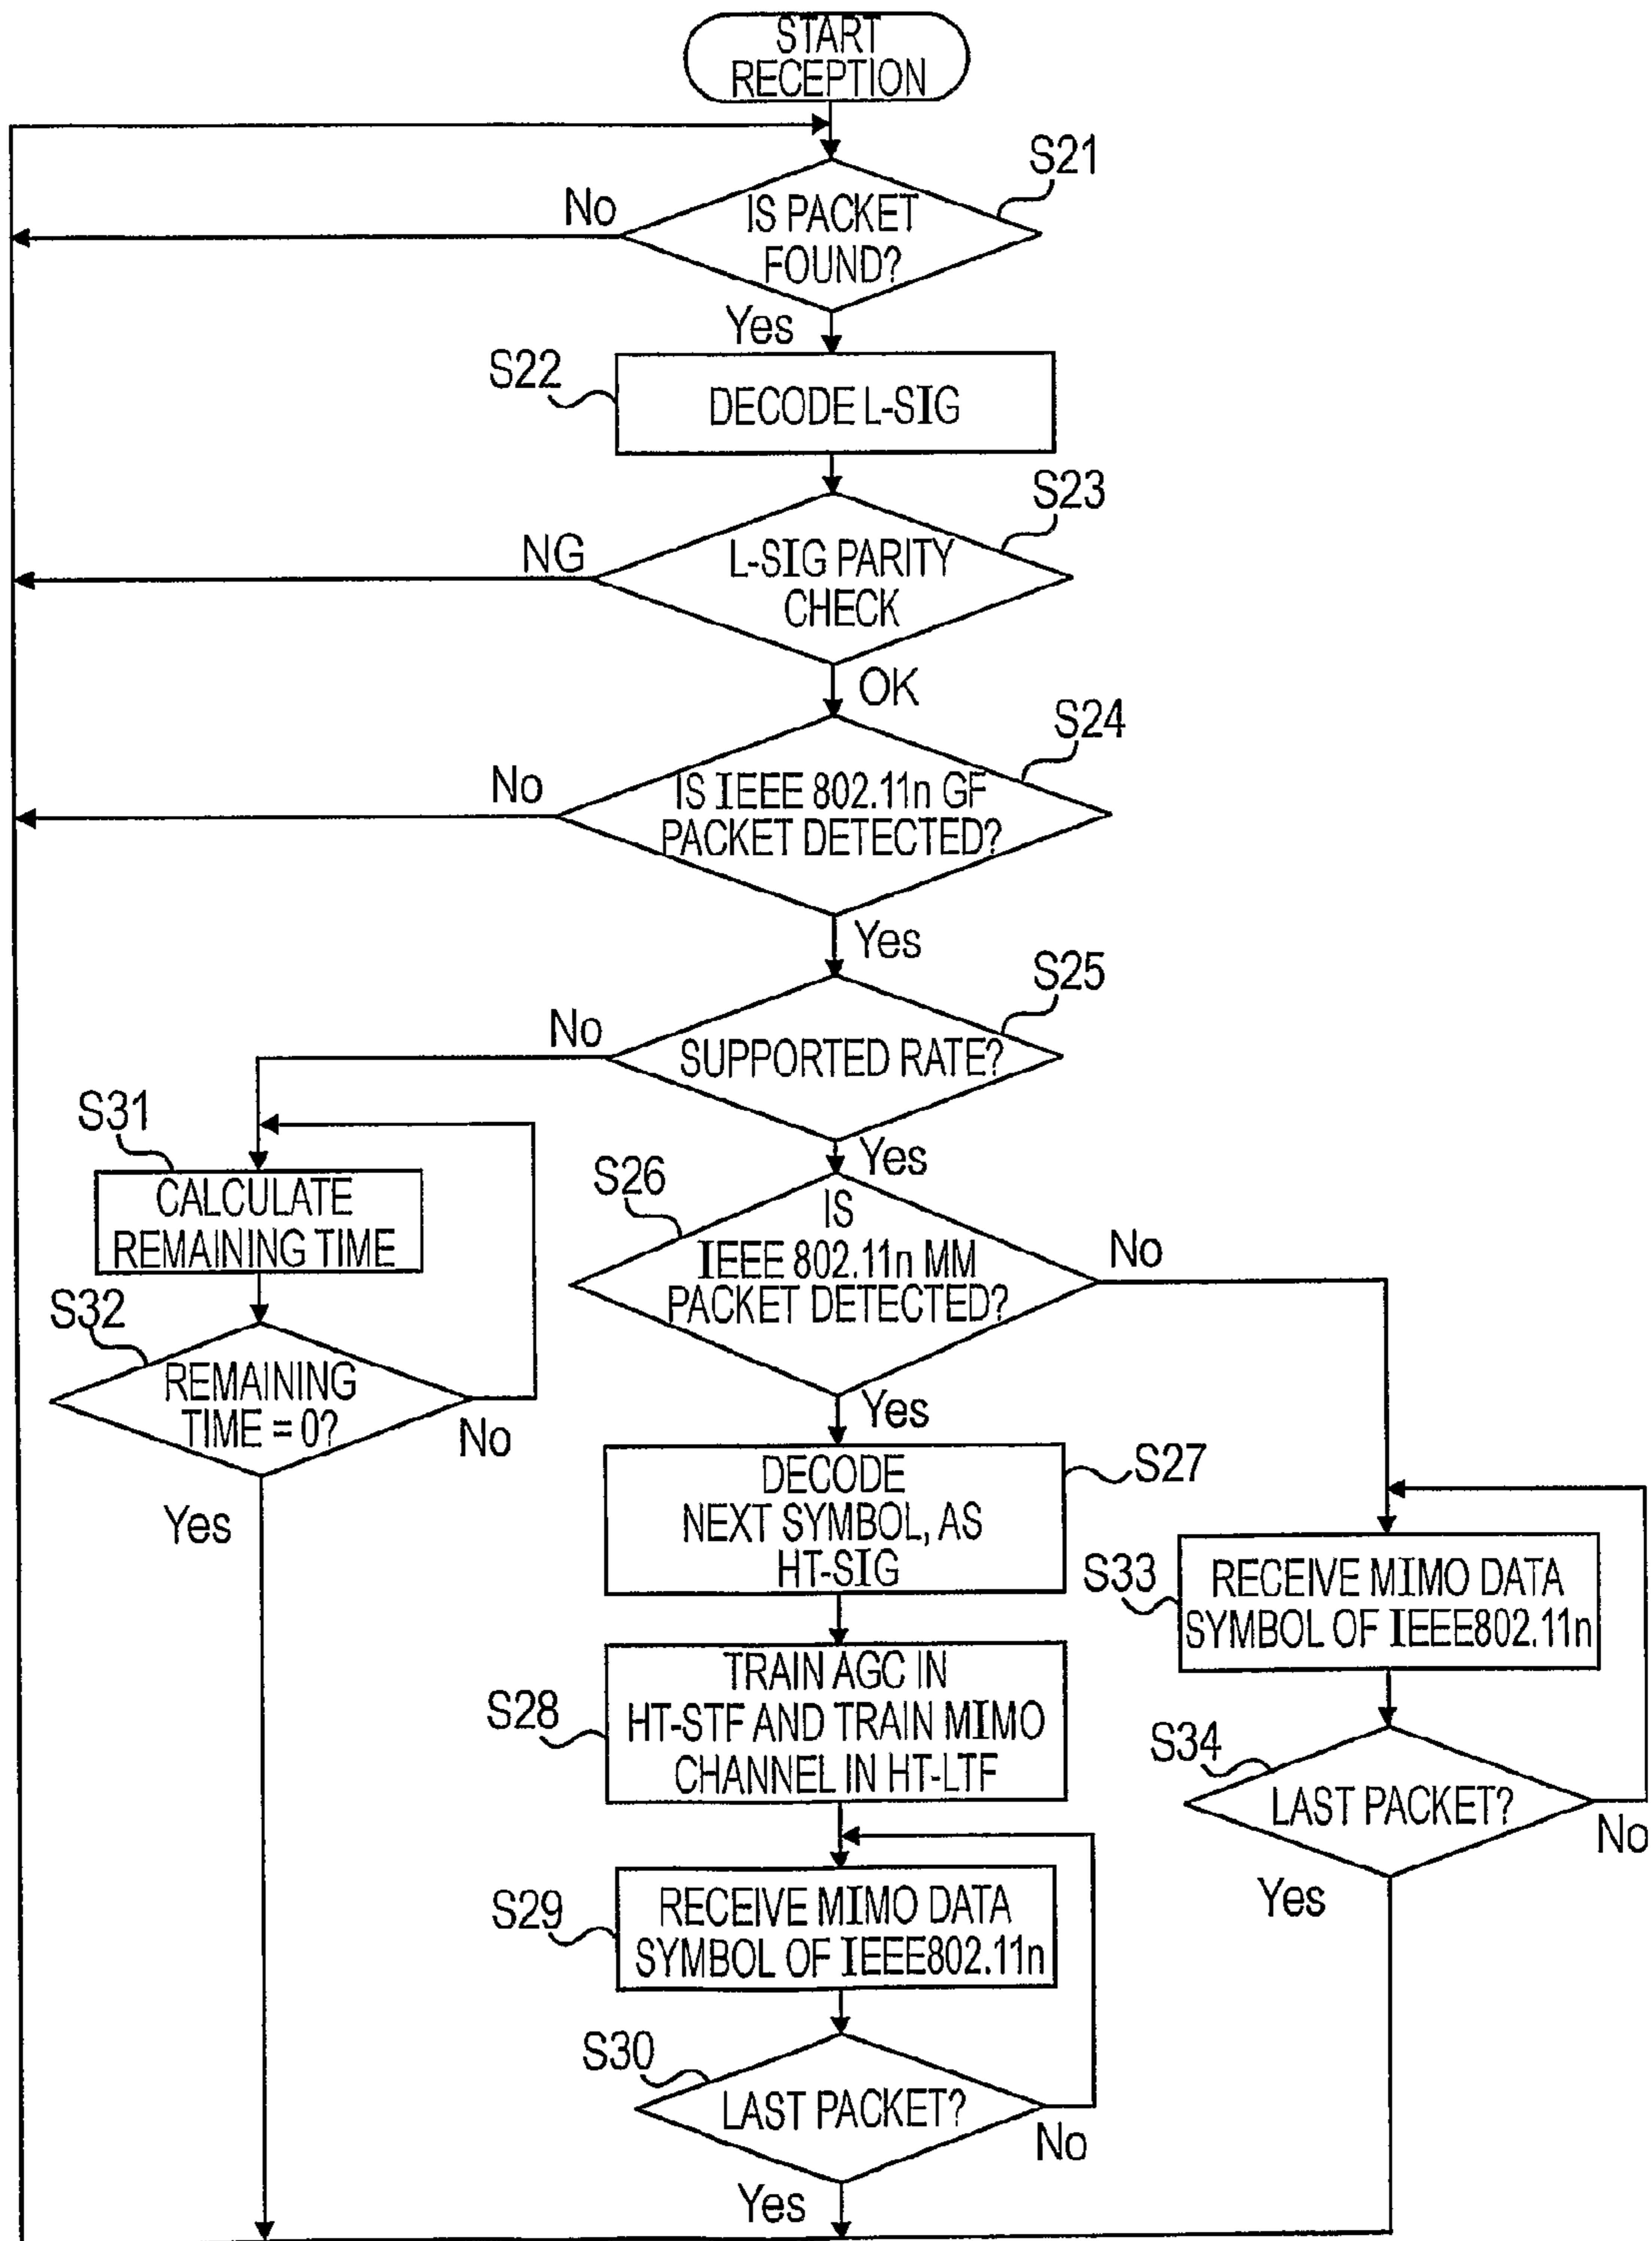 START
RECEPTION
S21
No
IS PACKET
FOUND?
Yes
S22
DECODE L-SIG
S23
NG
L-SIG PARITY
CHECK
OK
S24
No
IS IEEE 802.11n GF
PACKET DETECTED?
Yes
S25
No
SUPPORTED RATE?
Yes
S31
CALCULATE
REMAINING TIME
S32
REMAINING
TIME = 0?
No
Yes
S26
IS
IEEE 802.11n MM
PACKET DETECTED?
No
Yes
DECODE
NEXT SYMBOL, AS
HT-SIG
S27
S28
TRAIN AGC IN
HT-STF AND TRAIN MIMO
CHANNEL IN HT-LTF
S29
RECEIVE MIMO DATA
SYMBOL OF IEEE802.11n
S30
LAST PACKET?
No
Yes
S33
RECEIVE MIMO DATA
SYMBOL OF IEEE802.11n
S34
LAST PACKET?
No
Yes